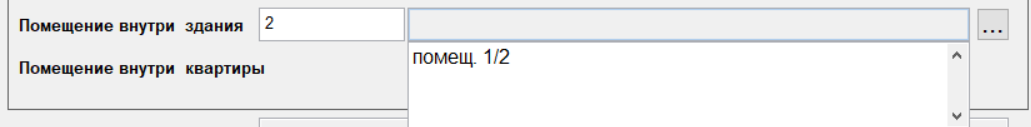 Помещение внутри здания 2 ...
помещ. 1/2
Помещение внутри квартиры